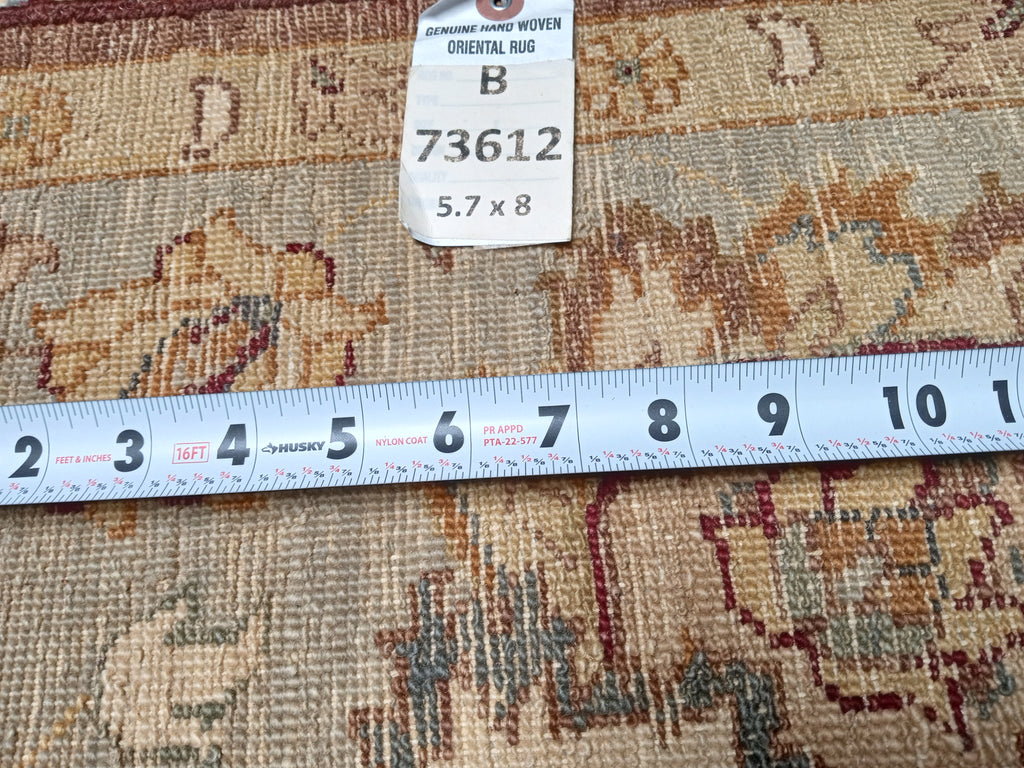 GENUINE HAND WOVEN
ORIENTAL RUG
B
73612
5.7 x 8
2 FEET & INCHES 3 16FT 4 HUSKY 5 NYLON COAT 6 PR APPD PTA-22-577 7 8 9 10 1